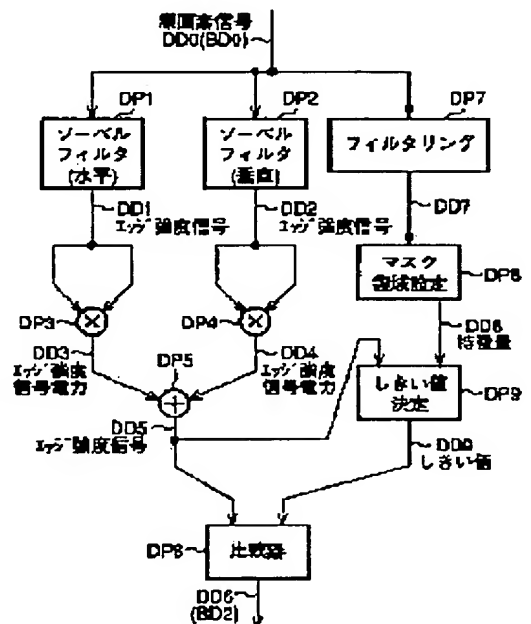 原画素信号
DD0(BD0)
DP1
DP2
DP7
ソーベル
フィルタ
(水平)
ソーベル
フィルタ
(垂直)
フィルタリング
DD1
エッジ強度信号
DD2
エッジ強度信号
DD7
マスク
領域設定
DP8
DP3
DP4
DD8
特徴量
DD3
エッジ強度
信号電力
DP5
DD4
エッジ強度
信号電力
しきい値
決定
DP9
DD5
エッジ強度信号
DD9
しきい値
DP6
比較器
DD6
(BD2)